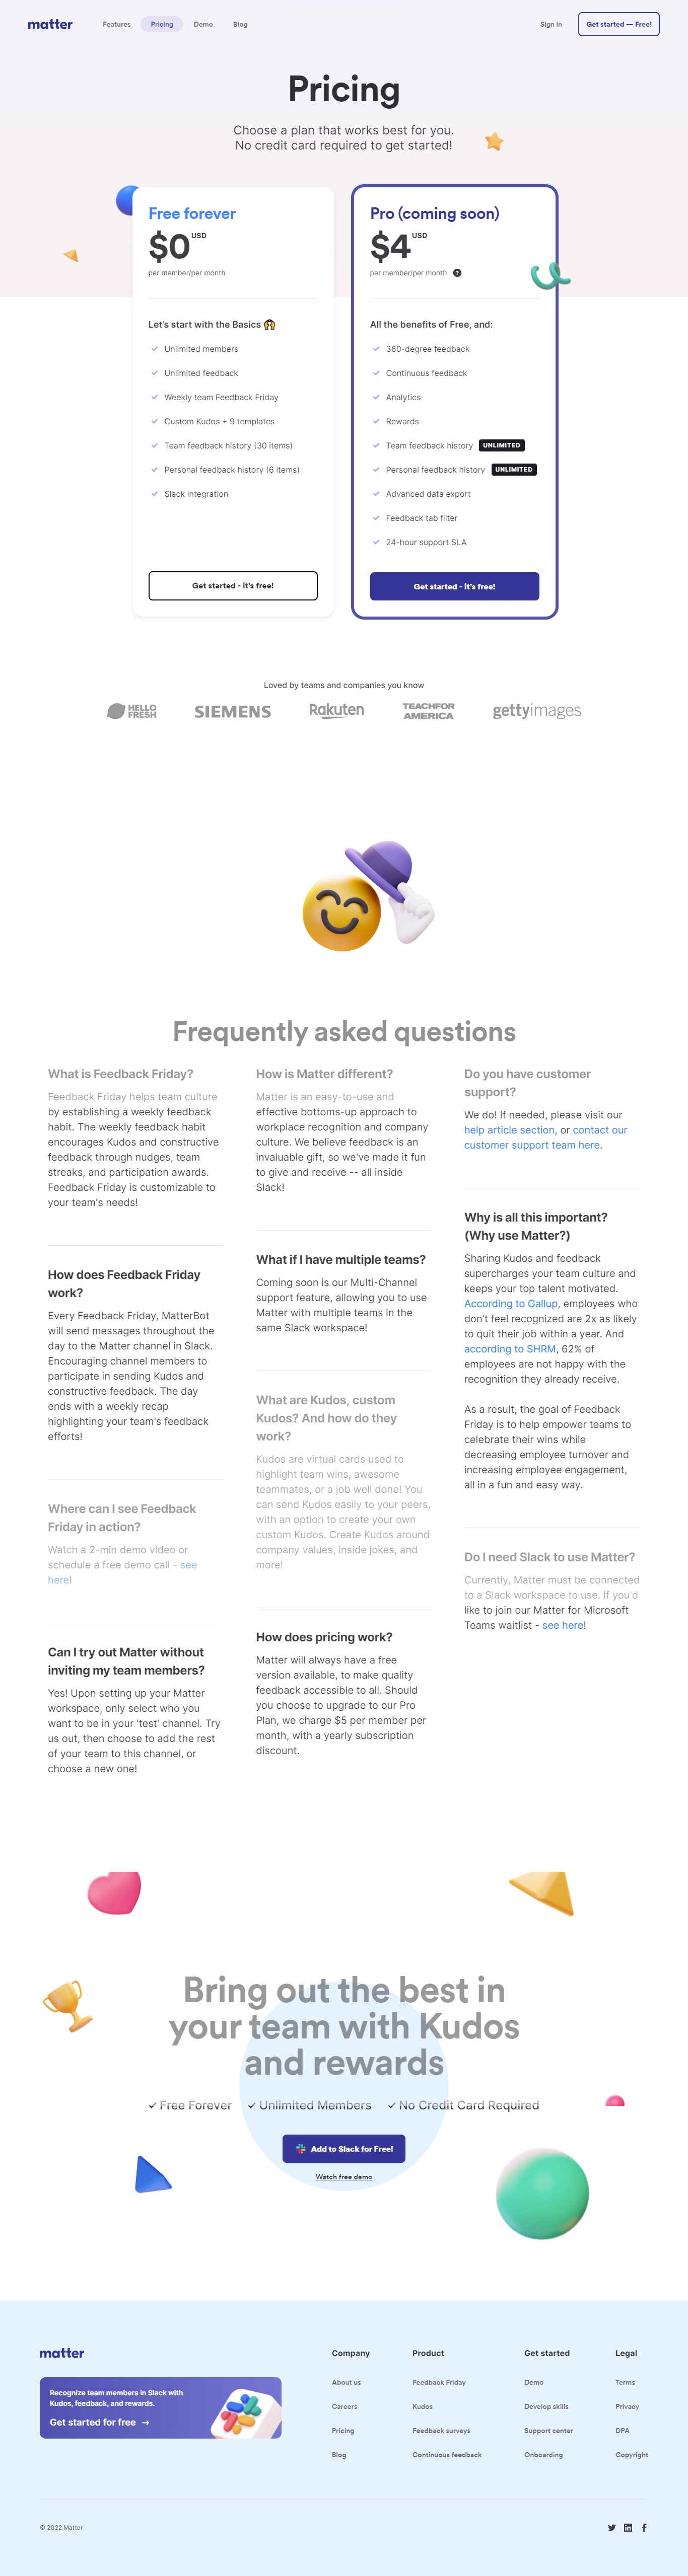 matter
Features
Pricing
Demo
Blog
Sign in
Get started — Free!
Pricing
Choose a plan that works best for you.
No credit card required to get started!
Free forever
$0 USD
per member/per month
Let's start with the Basics
Unlimited members
Unlimited feedback
Weekly team Feedback Friday
Custom Kudos + 9 templates
Team feedback history (30 items)
Personal feedback history (6 items)
Slack integration
Get started - it's free!
Pro (coming soon)
$4 USD
per member/per month ?
All the benefits of Free, and:
360-degree feedback
Continuous feedback
Analytics
Rewards
Team feedback history UNLIMITED
Personal feedback history UNLIMITED
Advanced data export
Feedback tab filter
24-hour support SLA
Get started - it's free!
Loved by teams and companies you know
HELLO
FRESH
SIEMENS
Rakuten
TEACHFOR
AMERICA
gettyimages
Frequently asked questions
What is Feedback Friday?
Feedback Friday helps team culture
by establishing a weekly feedback
habit. The weekly feedback habit
encourages Kudos and constructive
feedback through nudges, team
streaks, and participation awards.
Feedback Friday is customizable to
your team's needs!
How does Feedback Friday
work?
Every Feedback Friday, MatterBot
will send messages throughout the
day to the Matter channel in Slack.
Encouraging channel members to
participate in sending Kudos and
constructive feedback. The day
ends with a weekly recap
highlighting your team's feedback
efforts!
Where can I see Feedback
Friday in action?
Watch a 2-min demo video or
schedule a free demo call - see
here!
Can I try out Matter without
inviting my team members?
Yes! Upon setting up your Matter
workspace, only select who you
want to be in your 'test' channel. Try
us out, then choose to add the rest
of your team to this channel, or
choose a new one!
How is Matter different?
Matter is an easy-to-use and
effective bottoms-up approach to
workplace recognition and company
culture. We believe feedback is an
invaluable gift, so we've made it fun
to give and receive -- all inside
Slack!
What if I have multiple teams?
Coming soon is our Multi-Channel
support feature, allowing you to use
Matter with multiple teams in the
same Slack workspace!
What are Kudos, custom
Kudos? And how do they
work?
Kudos are virtual cards used to
highlight team wins, awesome
teammates, or a job well done! You
can send Kudos easily to your peers,
with an option to create your own
custom Kudos. Create Kudos around
company values, inside jokes, and
more!
How does pricing work?
Matter will always have a free
version available, to make quality
feedback accessible to all. Should
you choose to upgrade to our Pro
Plan, we charge $5 per member per
month, with a yearly subscription
discount.
Do you have customer
support?
We do! If needed, please visit our
help article section, or contact our
customer support team here.
Why is all this important?
(Why use Matter?)
Sharing Kudos and feedback
supercharges your team culture and
keeps your top talent motivated.
According to Gallup, employees who
don't feel recognized are 2x as likely
to quit their job within a year. And
according to SHRM, 62% of
employees are not happy with the
recognition they already receive.
As a result, the goal of Feedback
Friday is to help empower teams to
celebrate their wins while
decreasing employee turnover and
increasing employee engagement,
all in a fun and easy way.
Do I need Slack to use Matter?
Currently, Matter must be connected
to a Slack workspace to use. If you'd
like to join our Matter for Microsoft
Teams waitlist - see here!
Bring out the best in
your team with Kudos
and rewards
Free Forever
Unlimited Members
No Credit Card Required
Add to Slack for Free!
Watch free demo
matter
Recognize team members in Slack with
Kudos, feedback, and rewards.
Get started for free →
Company
About us
Careers
Pricing
Blog
Product
Feedback Friday
Kudos
Feedback surveys
Continuous feedback
Get started
Demo
Develop skills
Support center
Onboarding
Legal
Terms
Privacy
DPA
Copyright
© 2022 Matter